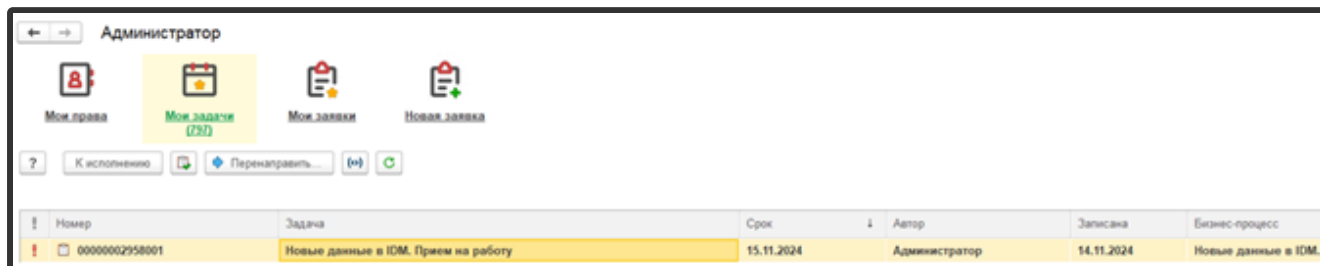 ← → Администратор
Мои права Мои задачи (797) Мои заявки Новая заявка
? К исполнению Перенаправить...
! Номер Задача Срок ↓ Автор Записана Бизнес-процесс
! 00000002958001 Новые данные в IDM. Прием на работу 15.11.2024 Администратор 14.11.2024 Новые данные в IDM.